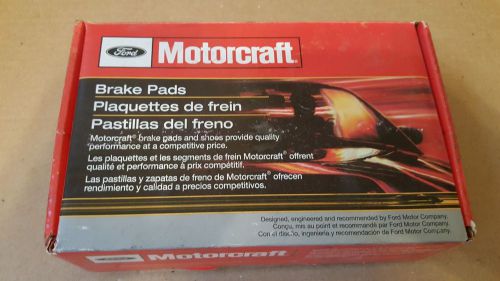 Ford
Motorcraft®
Brake Pads
Plaquettes de frein
Pastillas del freno
Motorcraft® brake pads and shoes provide quality
performance at a competitive price.
Les plaquettes et les segments de frein Motorcraft® offrent
qualité et performance à prix compétitif.
Las pastillas y zapatas de freno de Motorcraft® ofrecen
rendimiento y calidad a precios competitivos.
Designed, engineered and recommended by Ford Motor Company.
Conçu, mis au point et recommandé par Ford Motor Company.
Con el diseño, ingeniería y recomendación de Ford Motor Company.
Motorcraft®